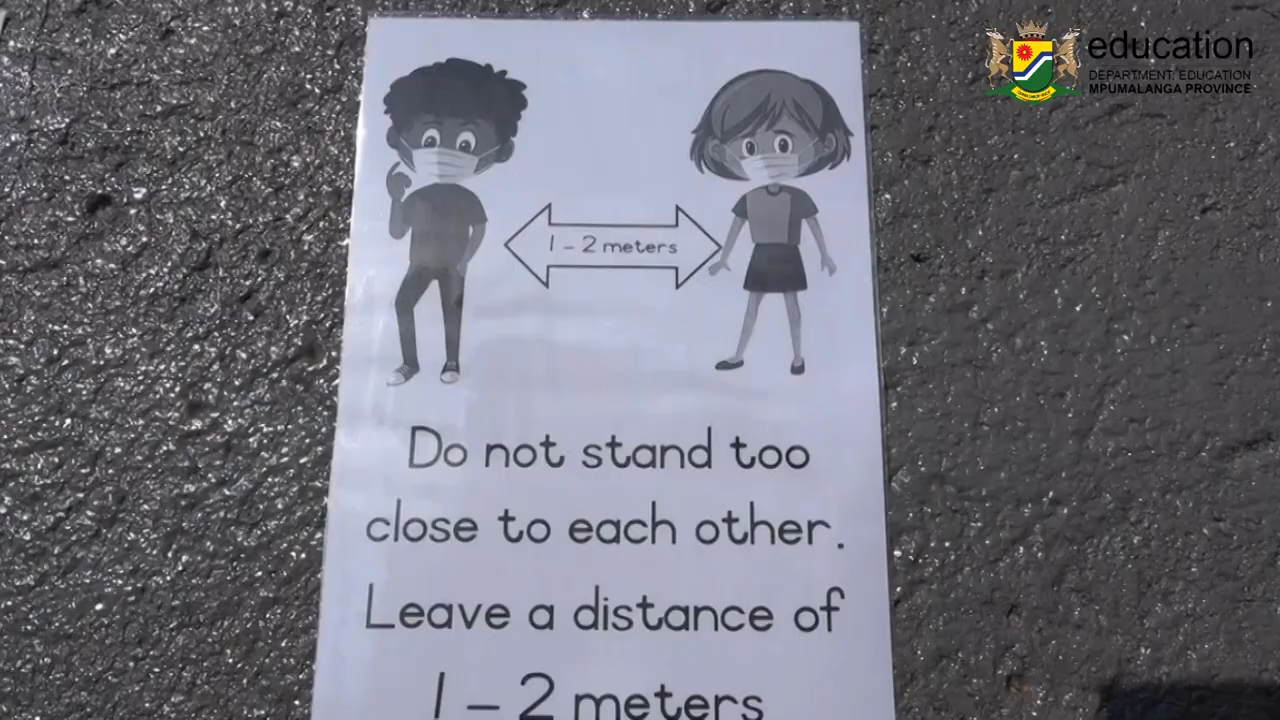 education
DEPARTMENT: EDUCATION
MPUMALANGA PROVINCE
1 - 2 meters
Do not stand too
close to each other.
Leave a distance of
1 - 2 meters